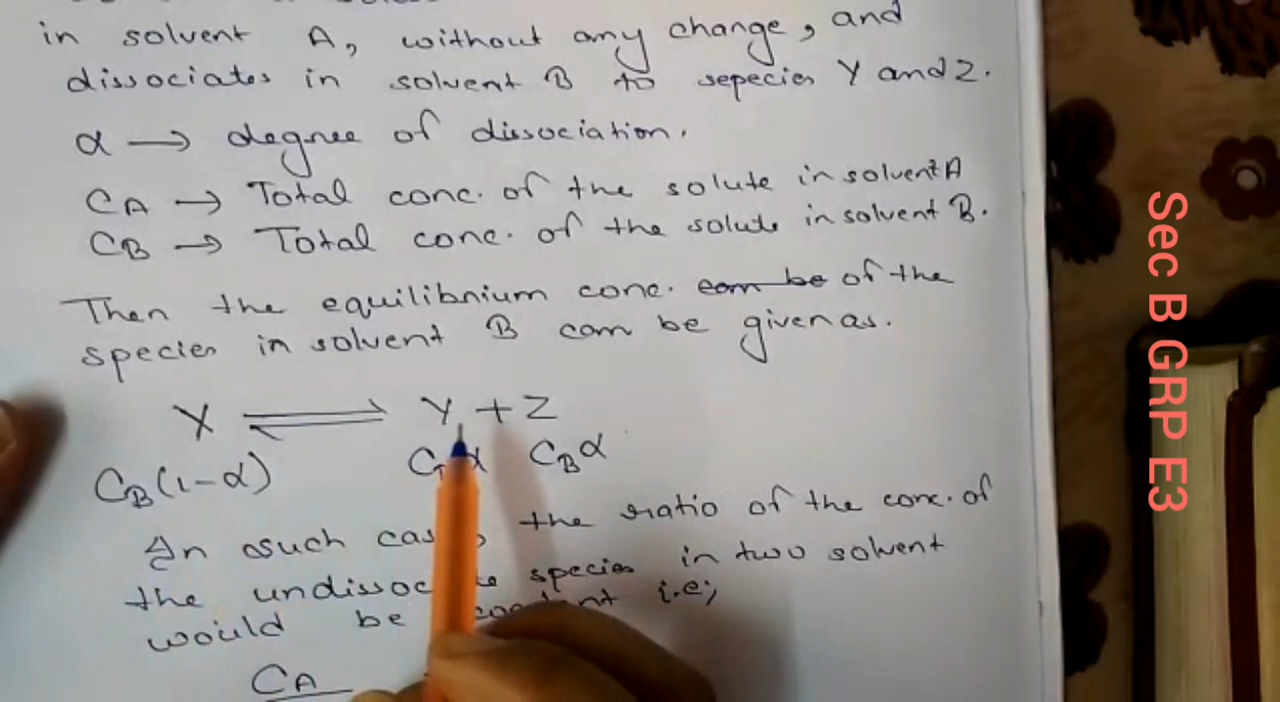 in solvent A, without any change, and
dissociates in solvent B to sepecies Y and Z.
α → degree of dissociation.
CA → Total conc. of the solute in solvent A
CB → Total conc. of the solute in solvent B.
Then the equilibrium conc. can be of the
species in solvent B can be given as.
X ⇌ Y + Z
CB(1-α) CBα
In such the ratio of the conc. of
the species in two solvent
would be i.e;
CA
Sec B GRP E3